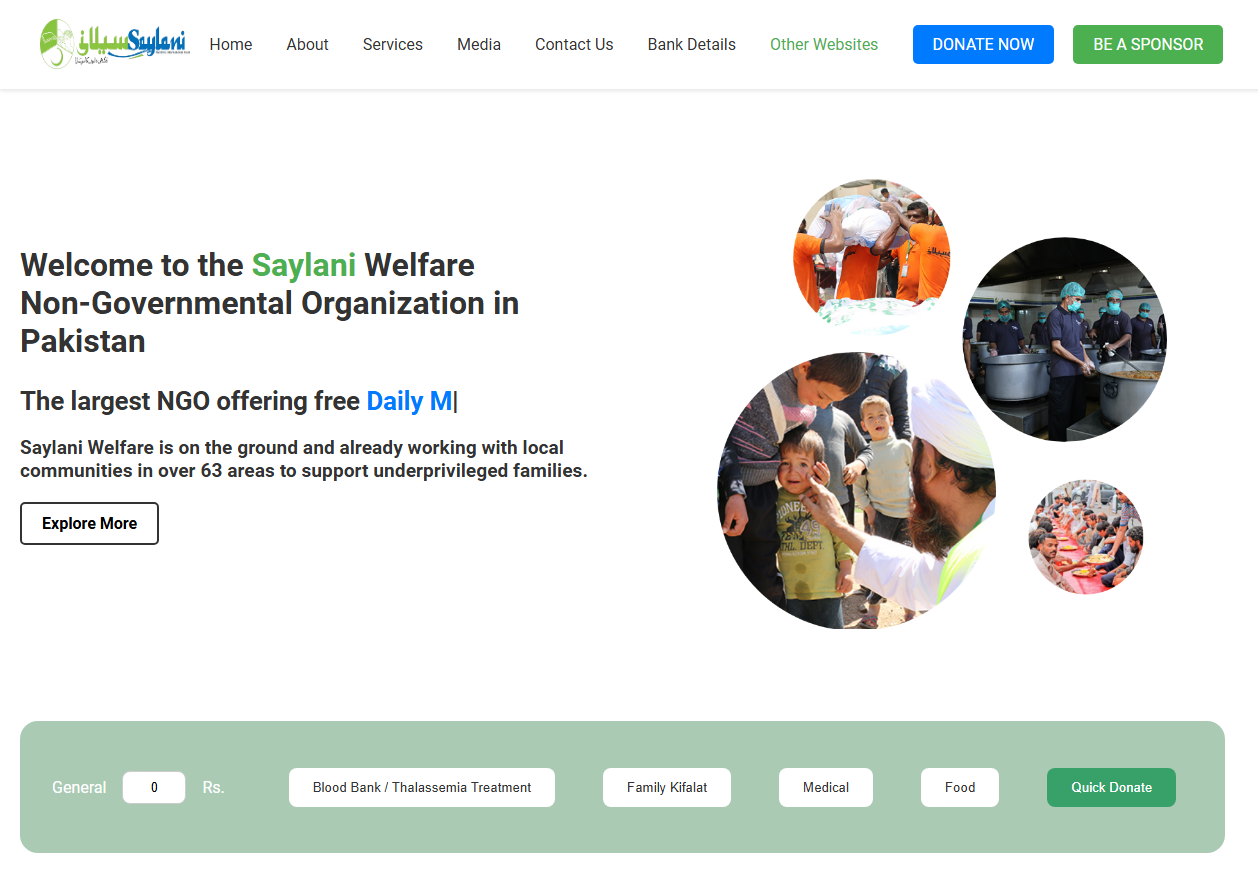 سیلانی Saylani
Home
About
Services
Media
Contact Us
Bank Details
Other Websites
DONATE NOW
BE A SPONSOR
Welcome to the Saylani Welfare
Non-Governmental Organization in
Pakistan
The largest NGO offering free Daily M|
Saylani Welfare is on the ground and already working with local
communities in over 63 areas to support underprivileged families.
Explore More
General
0
Rs.
Blood Bank / Thalassemia Treatment
Family Kifalat
Medical
Food
Quick Donate